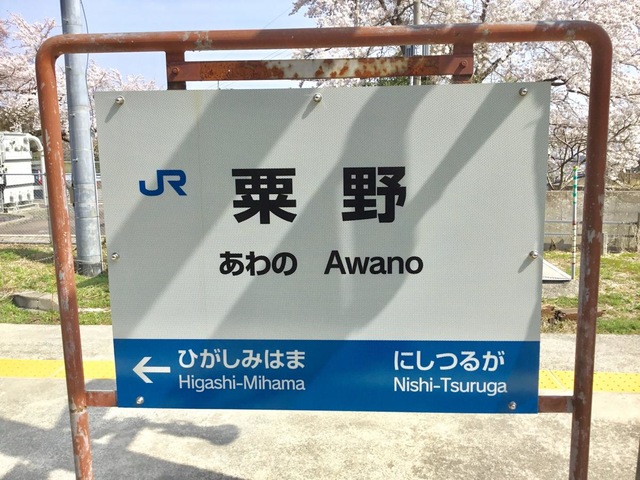 JR 粟野
あわの Awano
← ひがしみはま にしつるが
Higashi-Mihama Nishi-Tsuruga